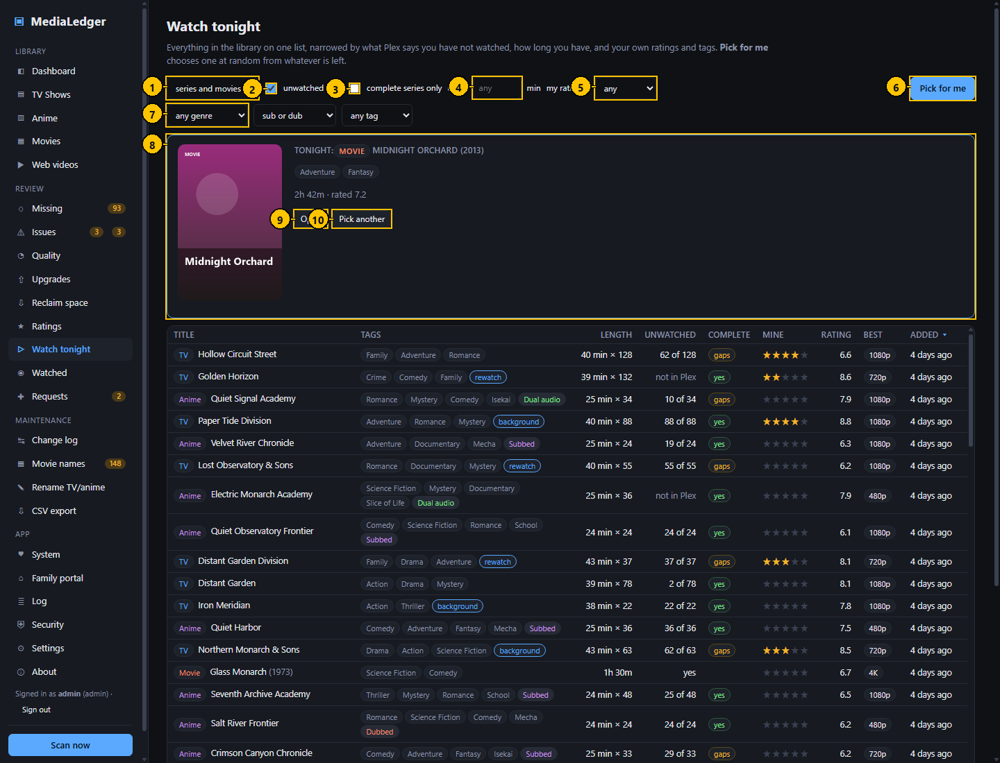 MediaLedger
LIBRARY
Dashboard
TV Shows
Anime
Movies
Web videos
REVIEW
Missing 93
Issues 3 3
Quality
Upgrades
Reclaim space
Ratings
Watch tonight
Watched
Requests 2
MAINTENANCE
Change log
Movie names 148
Rename TV/anime
CSV export
APP
System
Family portal
Log
Security
Settings
About
Signed in as admin (admin) ·
Sign out
Scan now
Watch tonight
Everything in the library on one list, narrowed by what Plex says you have not watched, how long you have, and your own ratings and tags. Pick for me
chooses one at random from whatever is left.
1 series and movies 2 unwatched 3 complete series only 4 any min my 5 any 6 Pick for me
7 any genre sub or dub any tag
8
MOVIE
Midnight Orchard
TONIGHT: MOVIE MIDNIGHT ORCHARD (2013)
Adventure Fantasy
2h 42m · rated 7.2
9 10 Pick another
TITLE TAGS LENGTH UNWATCHED COMPLETE MINE RATING BEST ADDED
TV Hollow Circuit Street Family Adventure Romance 40 min × 128 62 of 128 gaps ★★★★★ 6.6 1080p 4 days ago
TV Golden Horizon Crime Comedy Family rewatch 39 min × 132 not in Plex yes ★★★★★ 8.6 720p 4 days ago
Anime Quiet Signal Academy Romance Mystery Comedy Isekai Dual audio 25 min × 34 10 of 34 gaps ★★★★★ 7.9 1080p 4 days ago
TV Paper Tide Division Adventure Romance Mystery background 40 min × 88 88 of 88 yes ★★★★★ 8.8 1080p 4 days ago
Anime Velvet River Chronicle Adventure Documentary Mecha Subbed 25 min × 24 19 of 24 yes ★★★★★ 6.3 1080p 4 days ago
TV Lost Observatory & Sons Romance Documentary Mystery rewatch 40 min × 55 55 of 55 gaps ★★★★★ 6.2 1080p 4 days ago
Anime Electric Monarch Academy Science Fiction Mystery Documentary Slice of Life Dual audio 25 min × 36 not in Plex yes ★★★★★ 7.9 480p 4 days ago
Anime Quiet Observatory Frontier Comedy Science Fiction Romance School Subbed 24 min × 24 24 of 24 yes ★★★★★ 6.1 1080p 4 days ago
TV Distant Garden Division Family Drama Adventure rewatch 43 min × 37 37 of 37 gaps ★★★★★ 8.1 720p 4 days ago
TV Distant Garden Action Drama Mystery 39 min × 78 2 of 78 yes ★★★★★ 8.1 1080p 4 days ago
TV Iron Meridian Action Thriller background 38 min × 22 22 of 22 yes ★★★★★ 7.8 1080p 4 days ago
Anime Quiet Harbor Comedy Adventure Fantasy Mecha Subbed 25 min × 36 36 of 36 yes ★★★★★ 7.5 480p 4 days ago
TV Northern Monarch & Sons Drama Action Science Fiction background 43 min × 63 62 of 63 gaps ★★★★★ 8.5 720p 4 days ago
Movie Glass Monarch (1973) Science Fiction Comedy 1h 30m yes ★★★★★ 6.7 4K 4 days ago
Anime Seventh Archive Academy Thriller Mystery Romance School Subbed 24 min × 48 25 of 48 yes ★★★★★ 6.5 1080p 4 days ago
Anime Salt River Frontier Romance Science Fiction Comedy Mecha Dubbed 24 min × 24 24 of 24 yes ★★★★★ 6.2 480p 4 days ago
Anime Crimson Canyon Chronicle Comedy Adventure Fantasy Isekai Subbed 25 min × 33 29 of 33 gaps ★★★★★ 6.2 720p 4 days ago